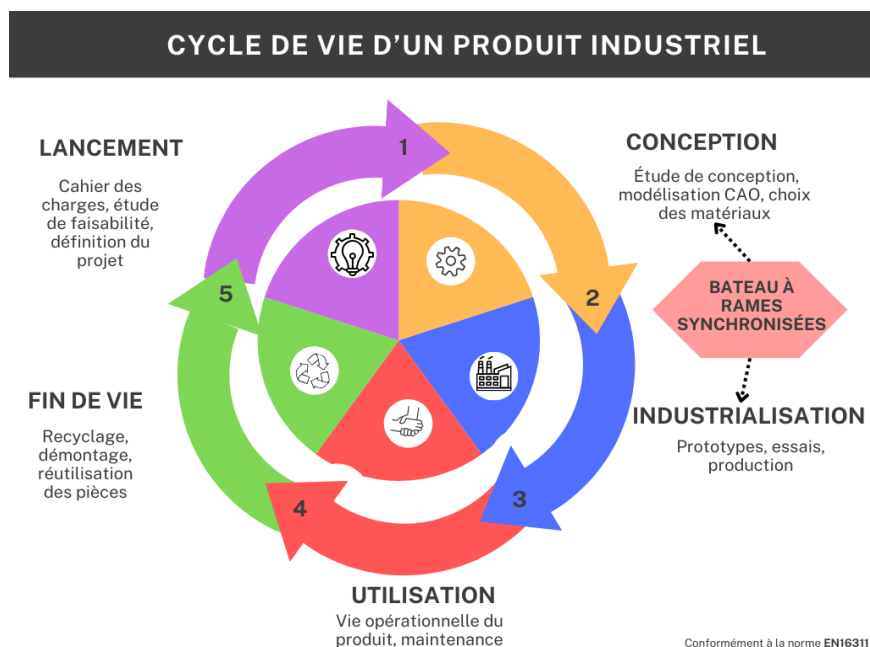 CYCLE DE VIE D'UN PRODUIT INDUSTRIEL
LANCEMENT
Cahier des
charges, étude
de faisabilité,
définition du
projet
1
CONCEPTION
Étude de conception,
modélisation CAO, choix
des matériaux
2
BATEAU À
RAMES
SYNCHRONISÉES
INDUSTRIALISATION
Prototypes, essais,
production
3
UTILISATION
Vie opérationnelle du
produit, maintenance
4
FIN DE VIE
Recyclage,
démontage,
réutilisation
des pièces
5
Conformément à la norme EN16311